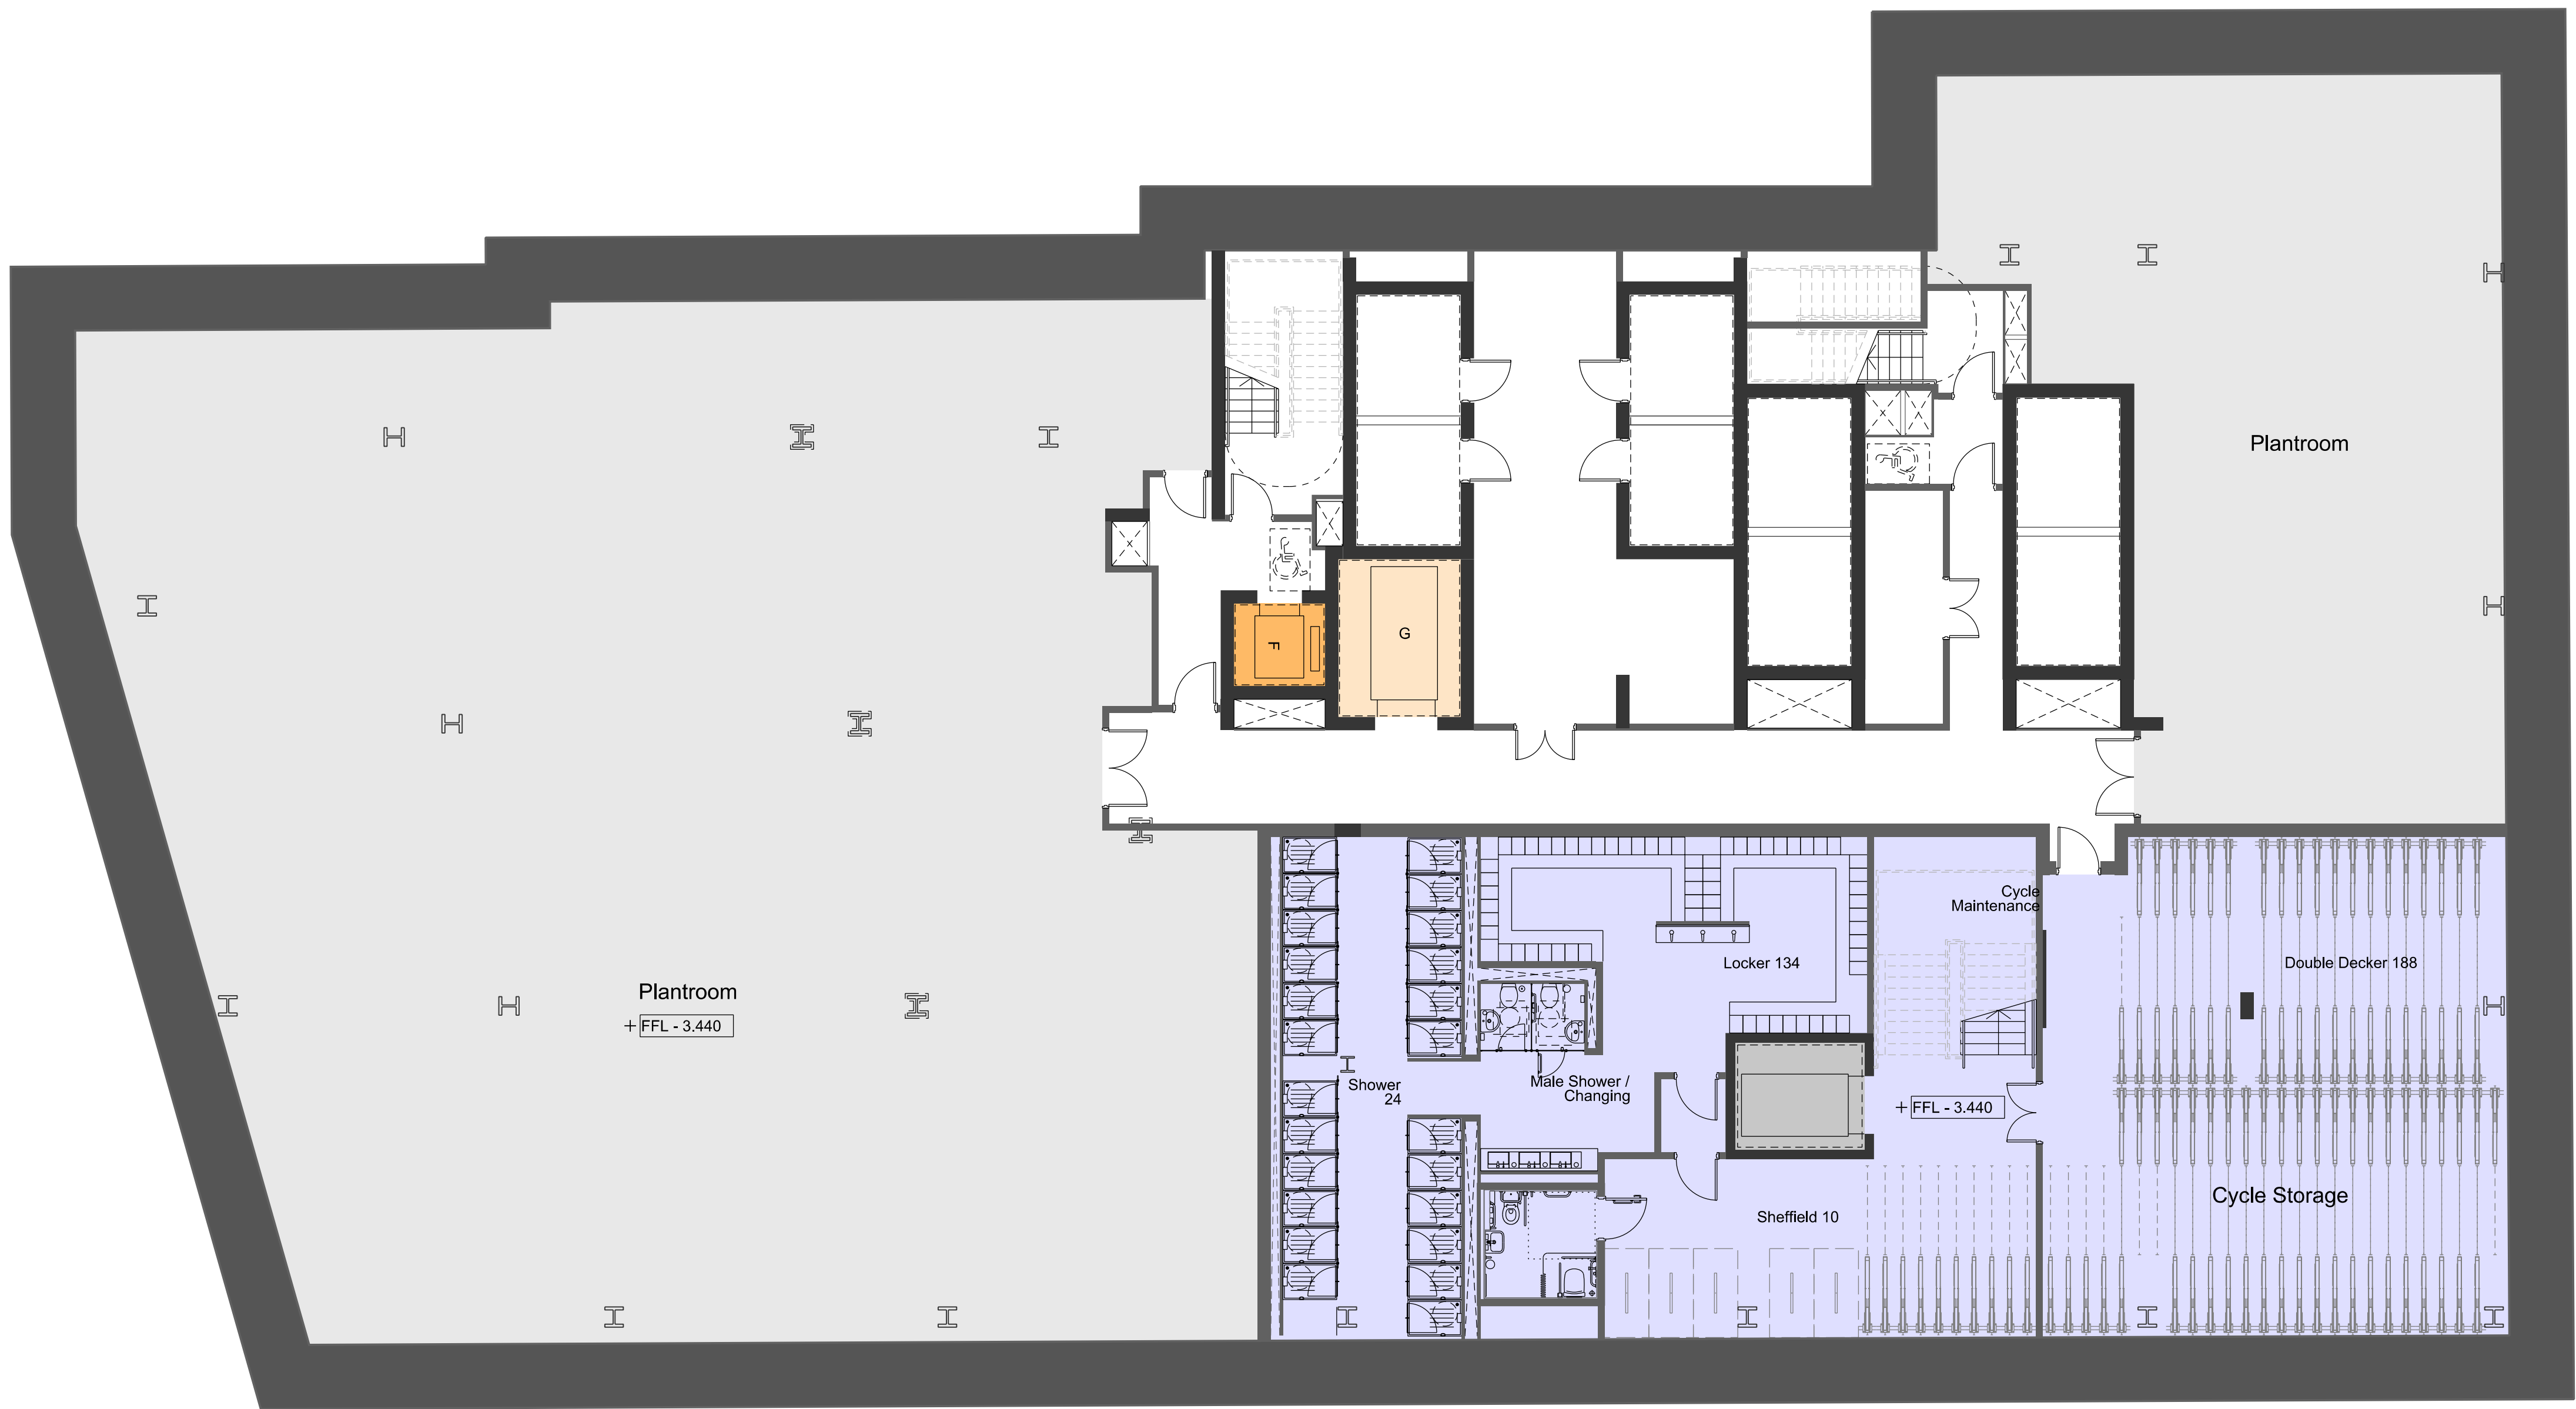 Plantroom
G
F
Cycle
Maintenance
Locker 134
Double Decker 188
Plantroom
FFL - 3.440
Shower
24
Male Shower /
Changing
FFL - 3.440
Cycle Storage
Sheffield 10